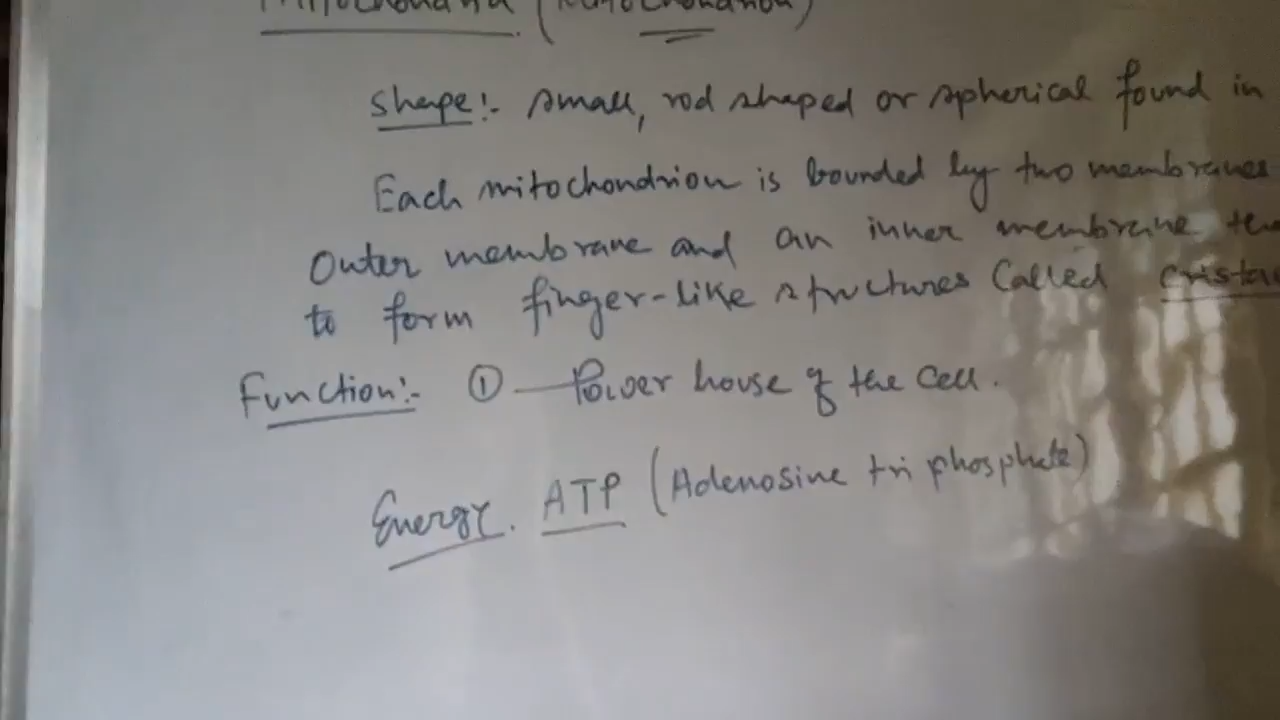 Mitochondria (Mitochondrion)
Shape:- small, rod shaped or spherical found in
Each mitochondrion is bounded by two membranes
Outer membrane and an inner membrane
to form finger-like structures Called
Function:- ① — Power house of the Cell.
Energy. ATP (Adenosine tri phosphate)